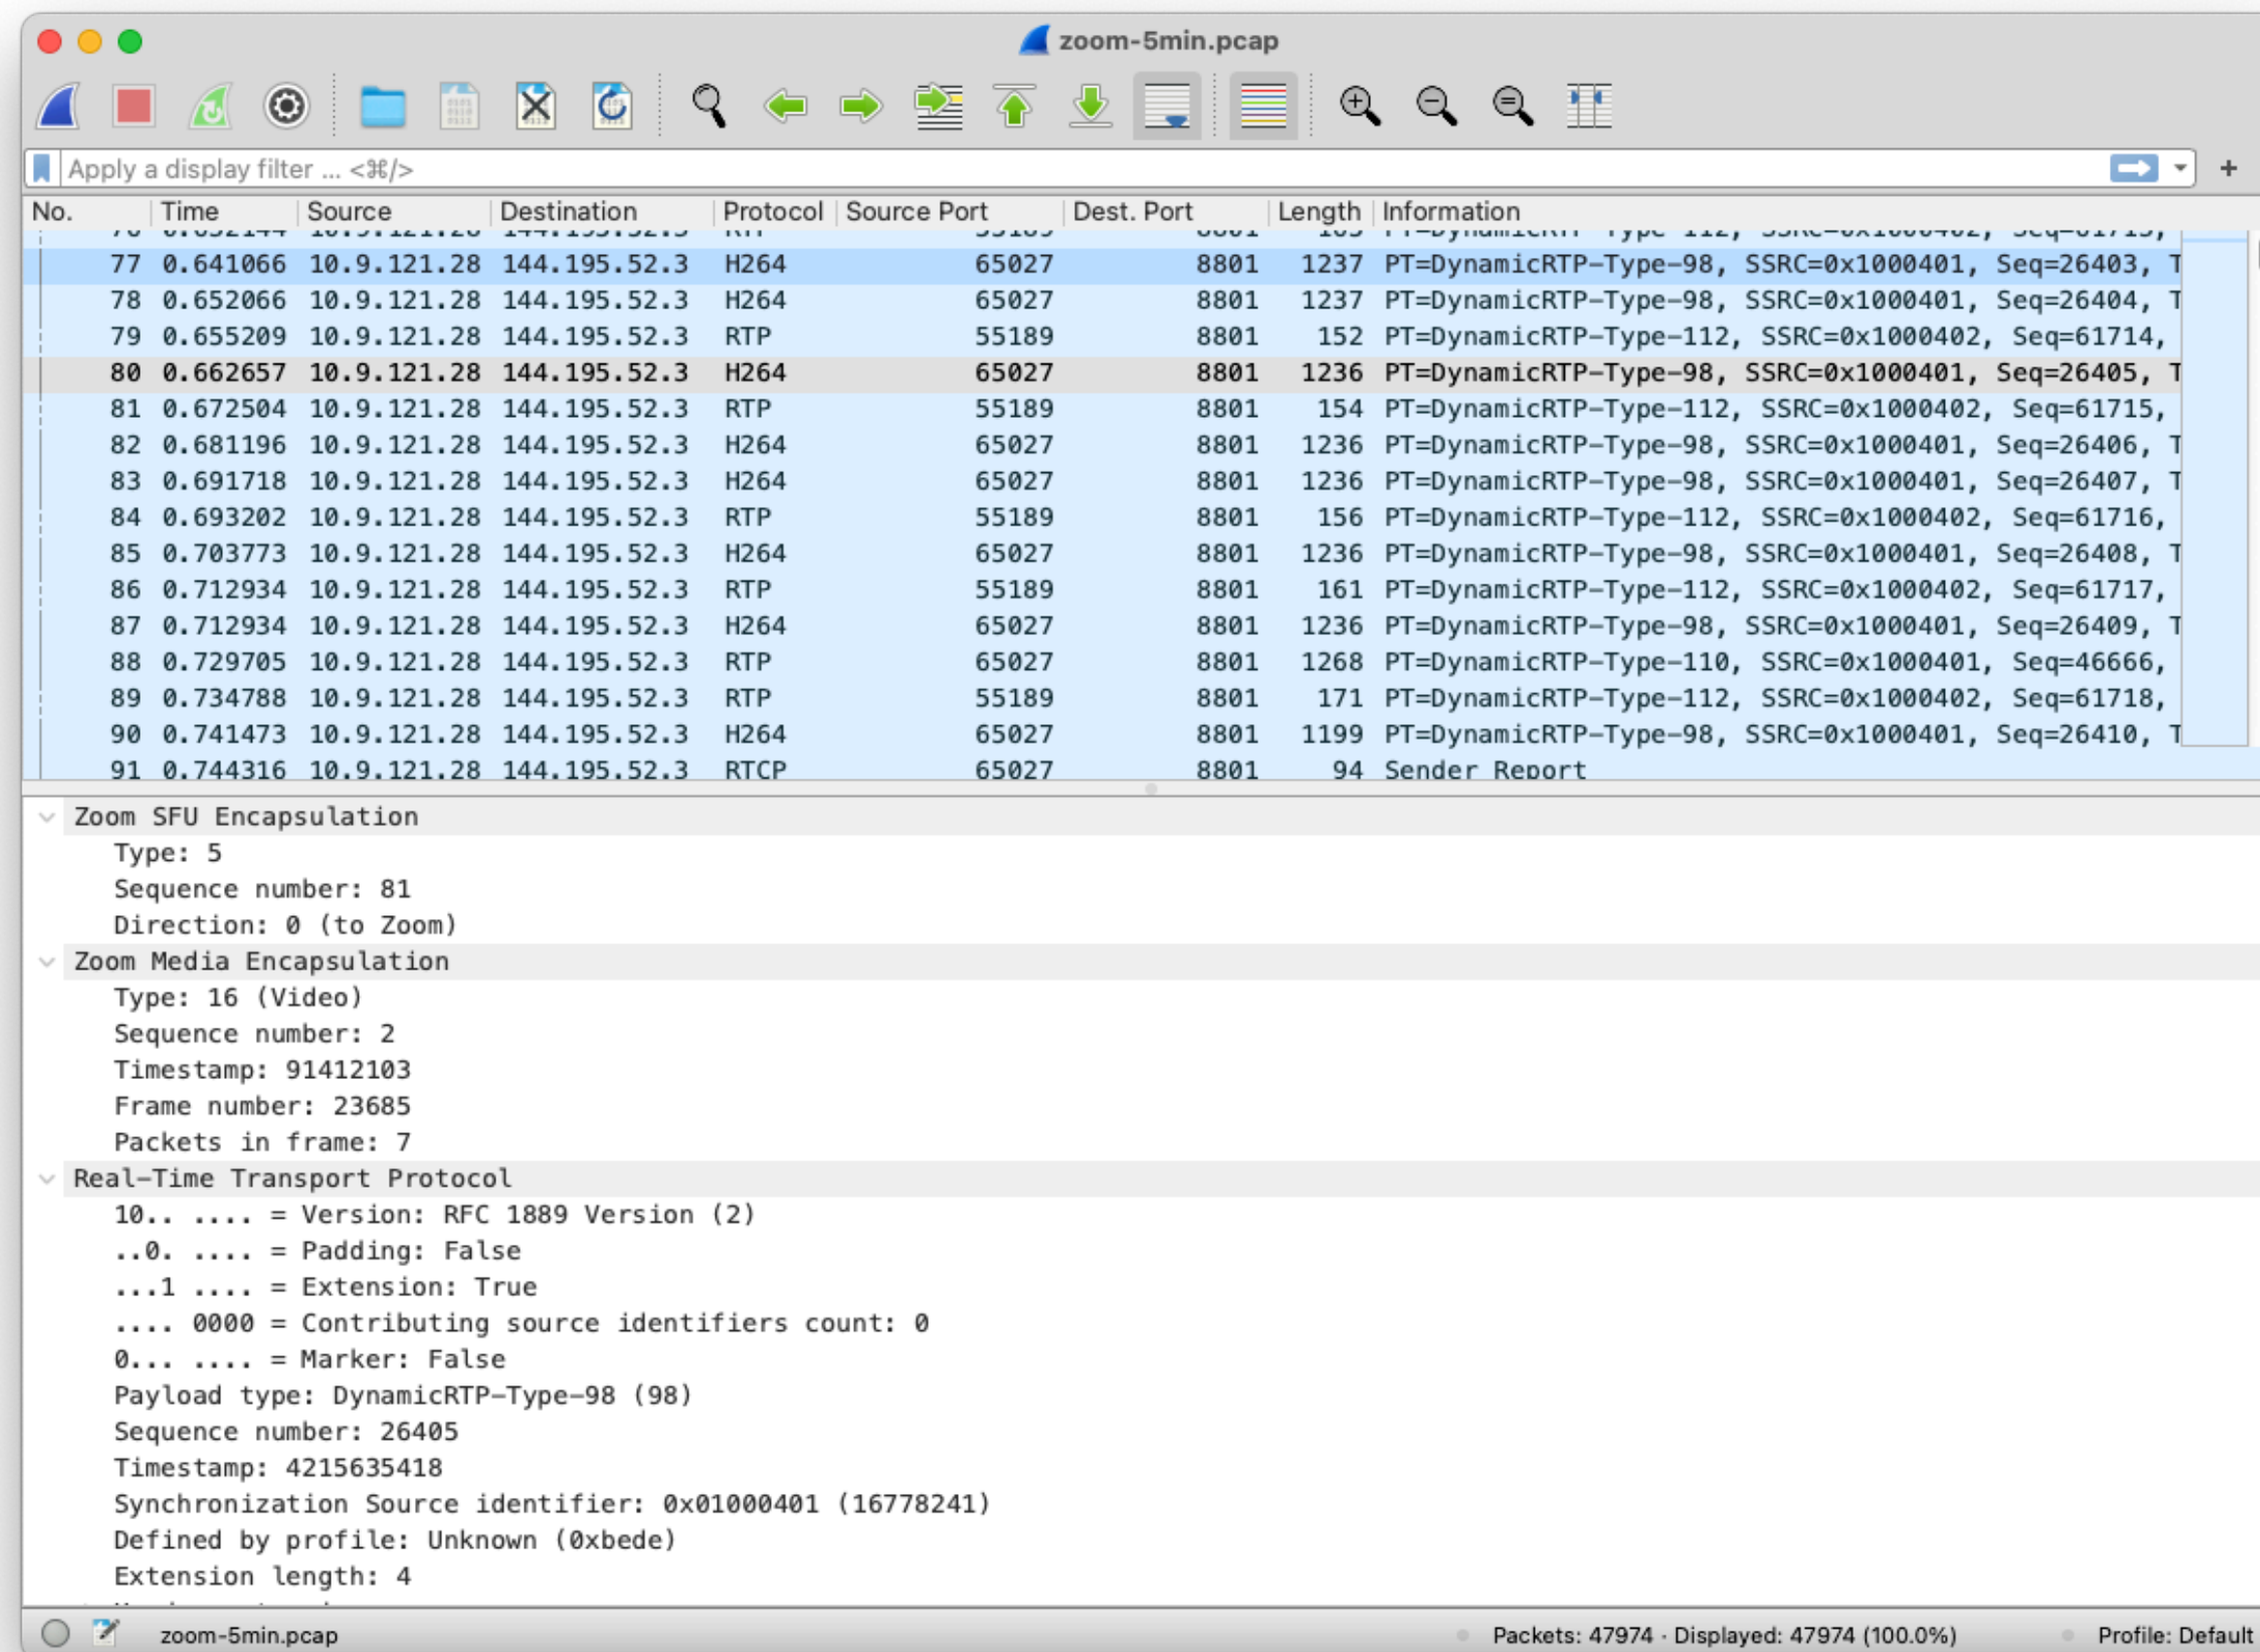 zoom-5min.pcap
Apply a display filter ... <⌘/>
+
No. Time Source Destination Protocol Source Port Dest. Port Length Information
76 0.632144 10.9.121.28 144.195.52.3 RTP 55189 8801 165 PT=DynamicRTP-Type-112, SSRC=0x1000402, Seq=61713,
77 0.641066 10.9.121.28 144.195.52.3 H264 65027 8801 1237 PT=DynamicRTP-Type-98, SSRC=0x1000401, Seq=26403, T
78 0.652066 10.9.121.28 144.195.52.3 H264 65027 8801 1237 PT=DynamicRTP-Type-98, SSRC=0x1000401, Seq=26404, T
79 0.655209 10.9.121.28 144.195.52.3 RTP 55189 8801 152 PT=DynamicRTP-Type-112, SSRC=0x1000402, Seq=61714,
80 0.662657 10.9.121.28 144.195.52.3 H264 65027 8801 1236 PT=DynamicRTP-Type-98, SSRC=0x1000401, Seq=26405, T
81 0.672504 10.9.121.28 144.195.52.3 RTP 55189 8801 154 PT=DynamicRTP-Type-112, SSRC=0x1000402, Seq=61715,
82 0.681196 10.9.121.28 144.195.52.3 H264 65027 8801 1236 PT=DynamicRTP-Type-98, SSRC=0x1000401, Seq=26406, T
83 0.691718 10.9.121.28 144.195.52.3 H264 65027 8801 1236 PT=DynamicRTP-Type-98, SSRC=0x1000401, Seq=26407, T
84 0.693202 10.9.121.28 144.195.52.3 RTP 55189 8801 156 PT=DynamicRTP-Type-112, SSRC=0x1000402, Seq=61716,
85 0.703773 10.9.121.28 144.195.52.3 H264 65027 8801 1236 PT=DynamicRTP-Type-98, SSRC=0x1000401, Seq=26408, T
86 0.712934 10.9.121.28 144.195.52.3 RTP 55189 8801 161 PT=DynamicRTP-Type-112, SSRC=0x1000402, Seq=61717,
87 0.712934 10.9.121.28 144.195.52.3 H264 65027 8801 1236 PT=DynamicRTP-Type-98, SSRC=0x1000401, Seq=26409, T
88 0.729705 10.9.121.28 144.195.52.3 RTP 65027 8801 1268 PT=DynamicRTP-Type-110, SSRC=0x1000401, Seq=46666,
89 0.734788 10.9.121.28 144.195.52.3 RTP 55189 8801 171 PT=DynamicRTP-Type-112, SSRC=0x1000402, Seq=61718,
90 0.741473 10.9.121.28 144.195.52.3 H264 65027 8801 1199 PT=DynamicRTP-Type-98, SSRC=0x1000401, Seq=26410, T
91 0.744316 10.9.121.28 144.195.52.3 RTCP 65027 8801 94 Sender Report
Zoom SFU Encapsulation
Type: 5
Sequence number: 81
Direction: 0 (to Zoom)
Zoom Media Encapsulation
Type: 16 (Video)
Sequence number: 2
Timestamp: 91412103
Frame number: 23685
Packets in frame: 7
Real-Time Transport Protocol
10.. .... = Version: RFC 1889 Version (2)
..0. .... = Padding: False
...1 .... = Extension: True
.... 0000 = Contributing source identifiers count: 0
0... .... = Marker: False
Payload type: DynamicRTP-Type-98 (98)
Sequence number: 26405
Timestamp: 4215635418
Synchronization Source identifier: 0x01000401 (16778241)
Defined by profile: Unknown (0xbede)
Extension length: 4
zoom-5min.pcap
Packets: 47974 · Displayed: 47974 (100.0%)
Profile: Default